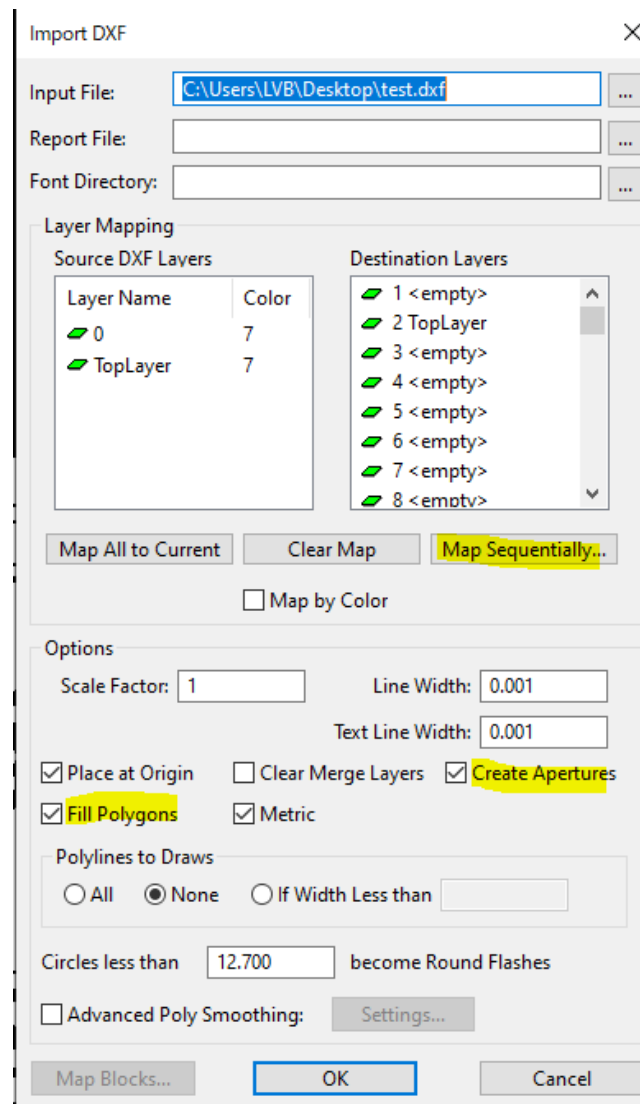 Import DXF
Input File: C:\Users\LVB\Desktop\test.dxf ...
Report File: ...
Font Directory: ...
Layer Mapping
Source DXF Layers Destination Layers
Layer Name Color
0 7
TopLayer 7
1 <empty>
2 TopLayer
3 <empty>
4 <empty>
5 <empty>
6 <empty>
7 <empty>
8 <empty>
Map All to Current Clear Map Map Sequentially...
Map by Color
Options
Scale Factor: 1 Line Width: 0.001
Text Line Width: 0.001
Place at Origin Clear Merge Layers Create Apertures
Fill Polygons Metric
Polylines to Draws
All None If Width Less than
Circles less than 12.700 become Round Flashes
Advanced Poly Smoothing: Settings...
Map Blocks... OK Cancel